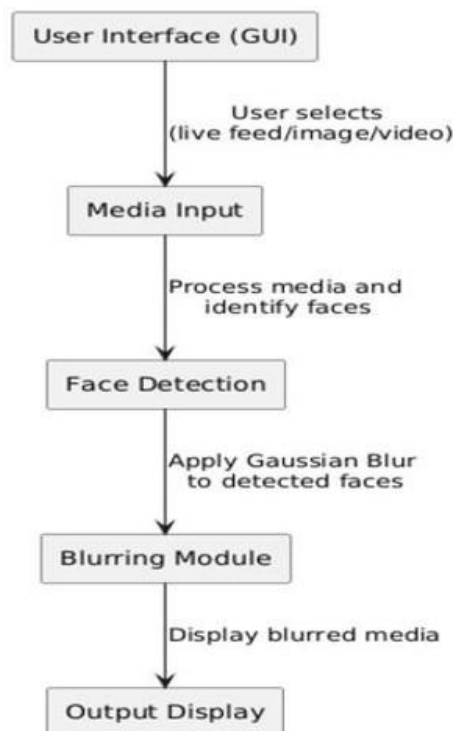 User Interface (GUI)
User selects
(live feed/image/video)
Media Input
Process media and
identify faces
Face Detection
Apply Gaussian Blur
to detected faces
Blurring Module
Display blurred media
Output Display